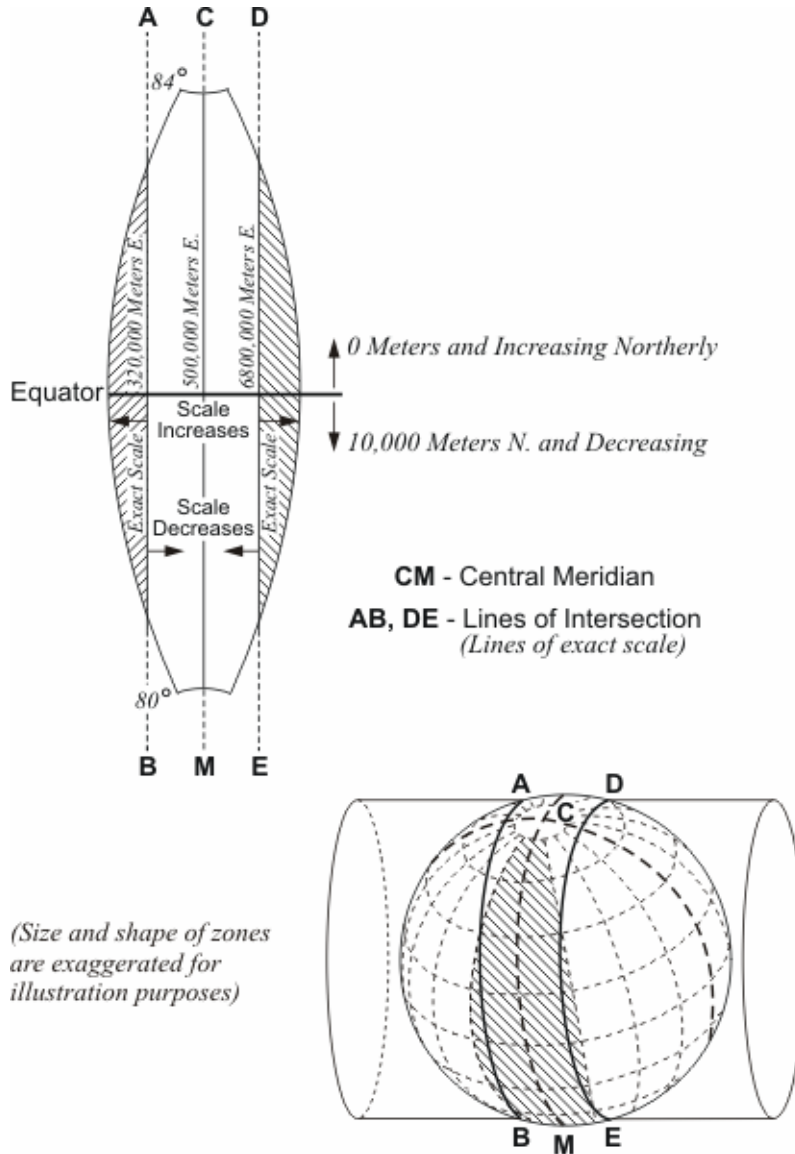 A C D
84°
320,000 Meters E.
500,000 Meters E.
6800,000 Meters E.
0 Meters and Increasing Northerly
Equator
Scale
Increases
10,000 Meters N. and Decreasing
Exact Scale
Exact Scale
Scale
Decreases
CM - Central Meridian
AB, DE - Lines of Intersection
(Lines of exact scale)
80°
B M E
A D
C
(Size and shape of zones
are exaggerated for
illustration purposes)
B M E